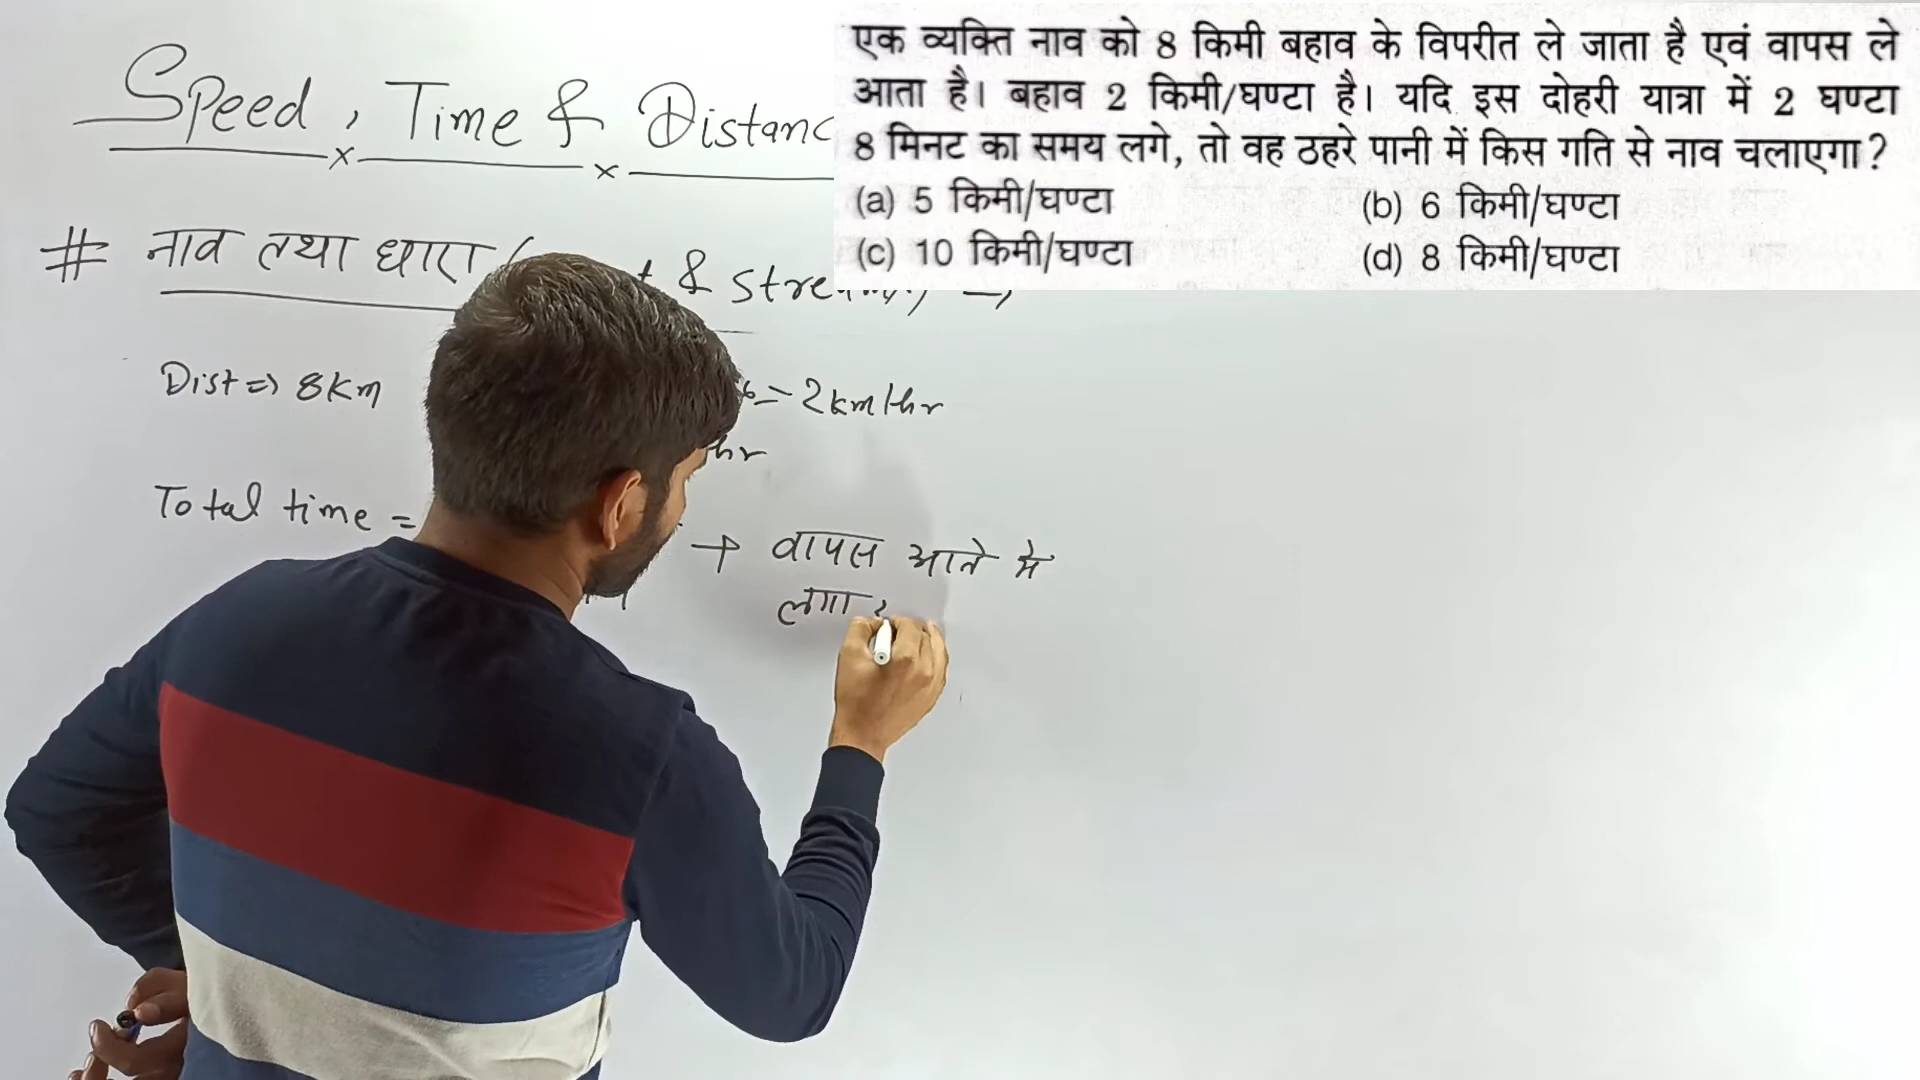 एक व्यक्ति नाव को 8 किमी बहाव के विपरीत ले जाता है एवं वापस ले
आता है। बहाव 2 किमी/घण्टा है। यदि इस दोहरी यात्रा में 2 घण्टा
8 मिनट का समय लगे, तो वह ठहरे पानी में किस गति से नाव चलाएगा?
(a) 5 किमी/घण्टा (b) 6 किमी/घण्टा
(c) 10 किमी/घण्टा (d) 8 किमी/घण्टा
Speed, Time & Distanc
# नाव तथा धारा ( & stream) →
Dist ⇒ 8km = 2km/hr
hr
Total time =
→ वापस आने मे
लगा